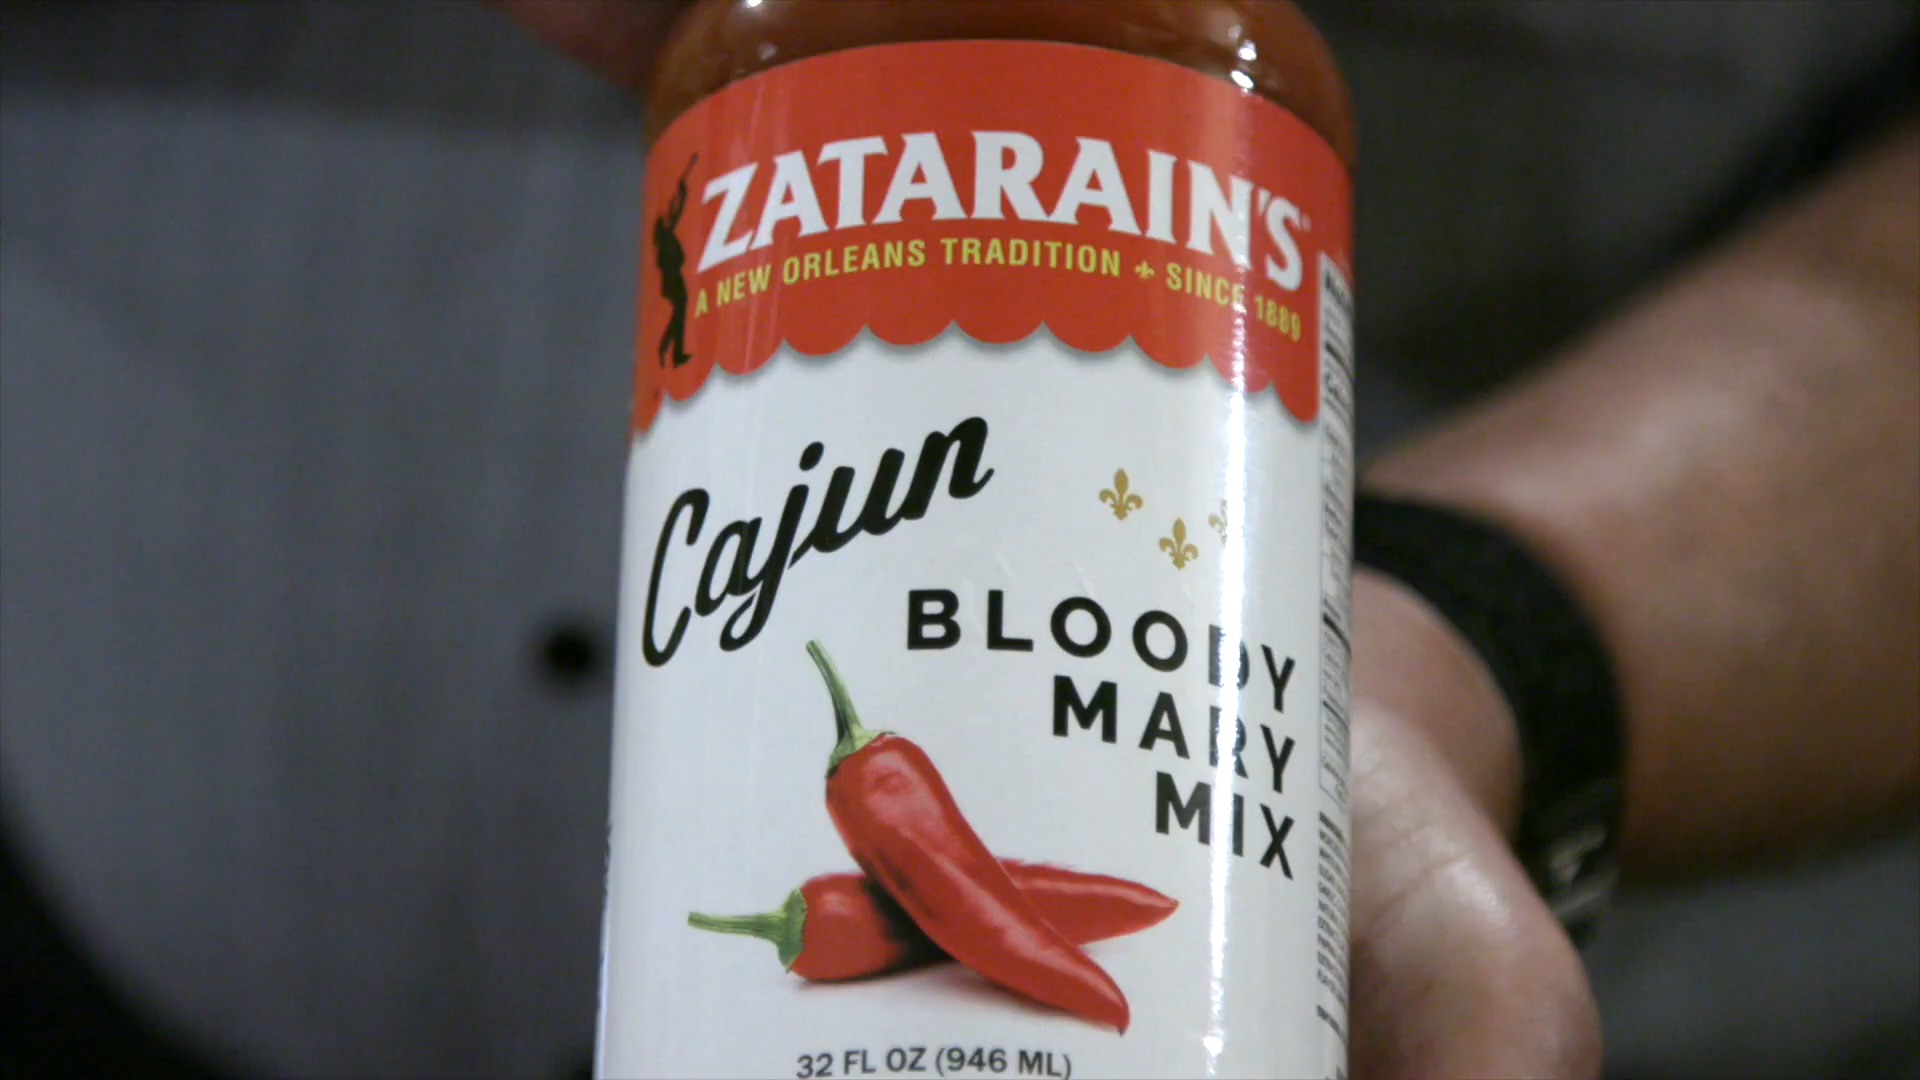 ZATARAIN'S
A NEW ORLEANS TRADITION SINCE 1889
Cajun
BLOODY
MARY
MIX
32 FL OZ (946 ML)